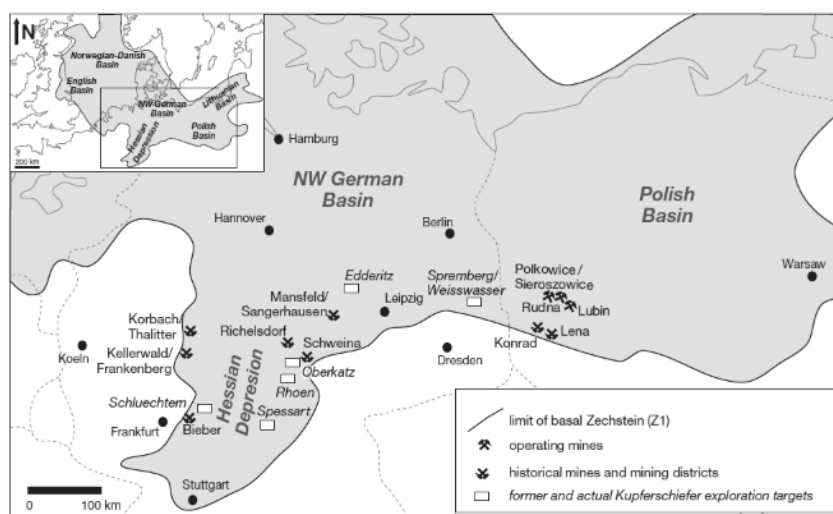 N
Norwegian-Danish
Basin
English
Basin
NW German
Basin
Lithuanian
Basin
Polish
Basin
Hessian
Depression
200 km
Hamburg
NW German
Basin
Polish
Basin
Hannover
Berlin
Warsaw
Edderitz
Spremberg/
Weisswasser
Polkowice/
Sieroszowice
Mansfeld/
Sangerhausen
Leipzig
Rudna
Lubin
Korbach/
Thalitter
Richelsdorf
Schweina
Konrad
Lena
Koeln
Kellerwald/
Frankenberg
Oberkatz
Dresden
Rhoen
Hessian
Depresion
Schluechtern
Spessart
Frankfurt
Bieber
Stuttgart
100 km
limit of basal Zechstein (Z1)
operating mines
historical mines and mining districts
former and actual Kupferschiefer exploration targets